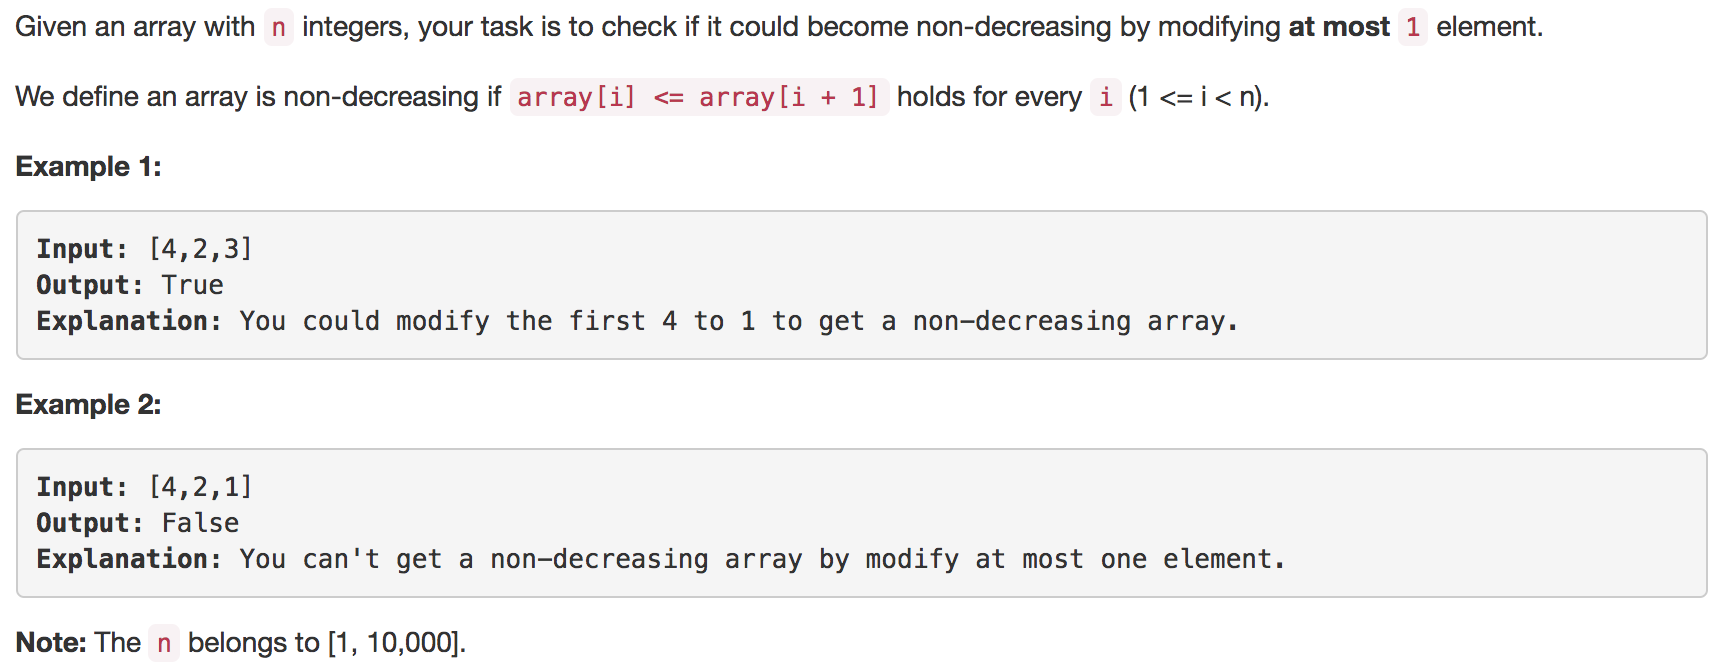 Given an array with n integers, your task is to check if it could become non-decreasing by modifying at most 1 element.
We define an array is non-decreasing if array[i] <= array[i + 1] holds for every i (1 <= i < n).
Example 1:
Input: [4,2,3]
Output: True
Explanation: You could modify the first 4 to 1 to get a non-decreasing array.
Example 2:
Input: [4,2,1]
Output: False
Explanation: You can't get a non-decreasing array by modify at most one element.
Note: The n belongs to [1, 10,000].